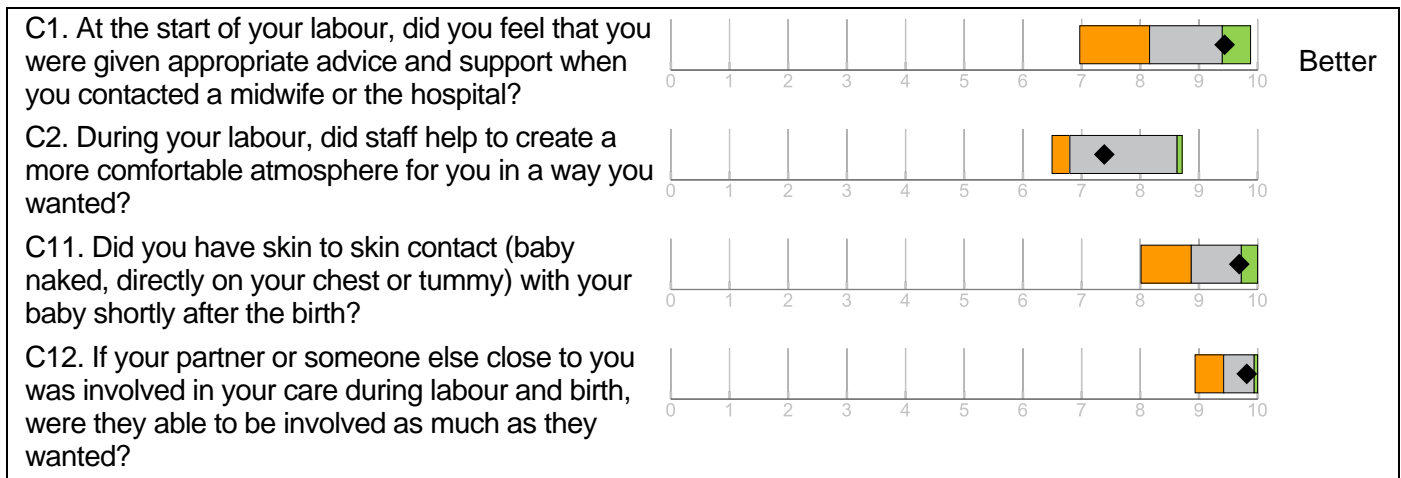 C1. At the start of your labour, did you feel that you
were given appropriate advice and support when
you contacted a midwife or the hospital?
0 1 2 3 4 5 6 7 8 9 10
Better
C2. During your labour, did staff help to create a
more comfortable atmosphere for you in a way you
wanted?
0 1 2 3 4 5 6 7 8 9 10
C11. Did you have skin to skin contact (baby
naked, directly on your chest or tummy) with your
baby shortly after the birth?
0 1 2 3 4 5 6 7 8 9 10
C12. If your partner or someone else close to you
was involved in your care during labour and birth,
were they able to be involved as much as they
wanted?
0 1 2 3 4 5 6 7 8 9 10